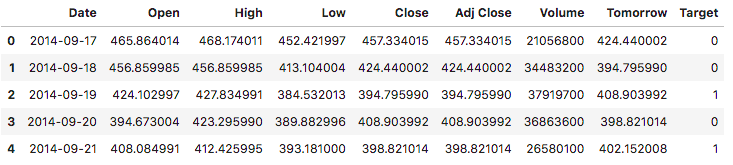 Date Open High Low Close Adj Close Volume Tomorrow Target
0 2014-09-17 465.864014 468.174011 452.421997 457.334015 457.334015 21056800 424.440002 0
1 2014-09-18 456.859985 456.859985 413.104004 424.440002 424.440002 34483200 394.795990 0
2 2014-09-19 424.102997 427.834991 384.532013 394.795990 394.795990 37919700 408.903992 1
3 2014-09-20 394.673004 423.295990 389.882996 408.903992 408.903992 36863600 398.821014 0
4 2014-09-21 408.084991 412.425995 393.181000 398.821014 398.821014 26580100 402.152008 1